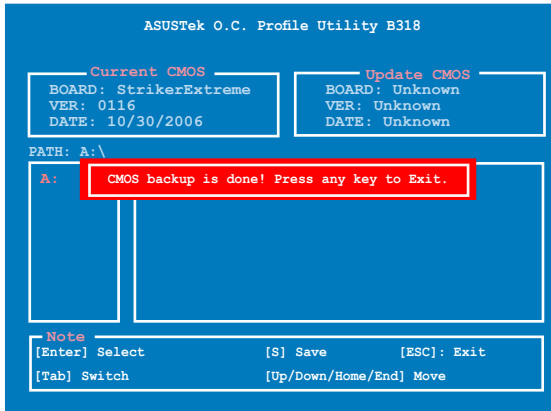 ASUSTek O.C. Profile Utility B318
Current CMOS
BOARD: StrikerExtreme
VER: 0116
DATE: 10/30/2006
Update CMOS
BOARD: Unknown
VER: Unknown
DATE: Unknown
PATH: A:\
A:
CMOS backup is done! Press any key to Exit.
Note
[Enter] Select [S] Save [ESC]: Exit
[Tab] Switch [Up/Down/Home/End] Move